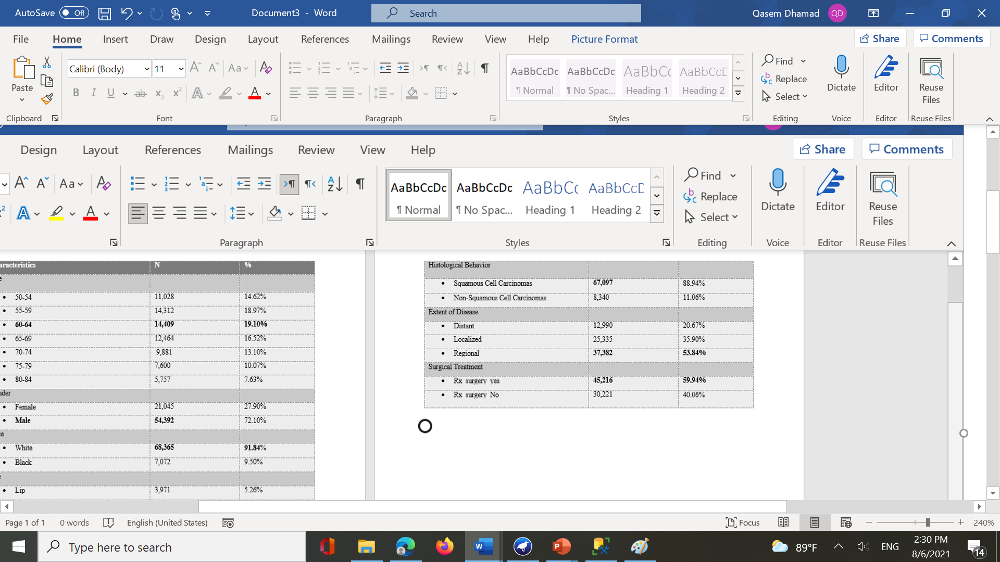 AutoSave Off Document3 - Word Search Qasem Dhamad QD
File Home Insert Draw Design Layout References Mailings Review View Help Picture Format Share Comments
Paste Calibri (Body) 11 Aa AaBbCcDc AaBbCcDc AaBbCc AaBbCcD Find Replace Select Dictate Editor Reuse Files
¶ Normal ¶ No Spac... Heading 1 Heading 2
Clipboard Font Paragraph Styles Editing Voice Editor Reuse Files
Design Layout References Mailings Review View Help Share Comments
Aa AaBbCcDc AaBbCcDc AaBbCc AaBbCcD Find Replace Select Dictate Editor Reuse Files
¶ Normal ¶ No Spac... Heading 1 Heading 2
Paragraph Styles Editing Voice Editor Reuse Files
aracteristics N %
e
50-54 11,028 14.62%
55-59 14,312 18.97%
60-64 14,409 19.10%
65-69 12,464 16.52%
70-74 9,881 13.10%
75-79 7,600 10.07%
80-84 5,757 7.63%
nder
Female 21,045 27.90%
Male 54,392 72.10%
ce
White 68,365 91.84%
Black 7,072 9.50%
e
Lip 3,971 5.26%
Histological Behavior
Squamous Cell Carcinomas 67,097 88.94%
Non-Squamous Cell Carcinomas 8,340 11.06%
Extent of Disease
Distant 12,990 20.67%
Localized 25,335 35.90%
Regional 37,382 53.84%
Surgical Treatment
Rx surgery yes 45,216 59.94%
Rx surgery No 30,221 40.06%
Page 1 of 1 0 words English (United States) Focus 240%
Type here to search 89°F ENG 2:30 PM
8/6/2021 14